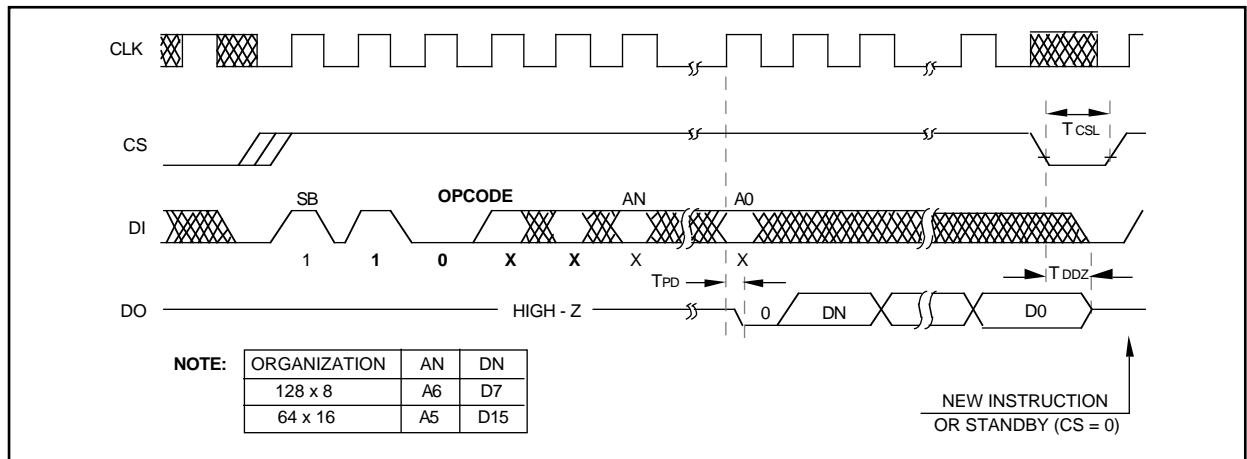 CLK
CS
T CSL
SB OPCODE AN A0
DI
1 1 0 X X X X
TPD T DDZ
DO HIGH - Z 0 DN D0
NOTE: ORGANIZATION AN DN
128 x 8 A6 D7
64 x 16 A5 D15
NEW INSTRUCTION
OR STANDBY (CS = 0)